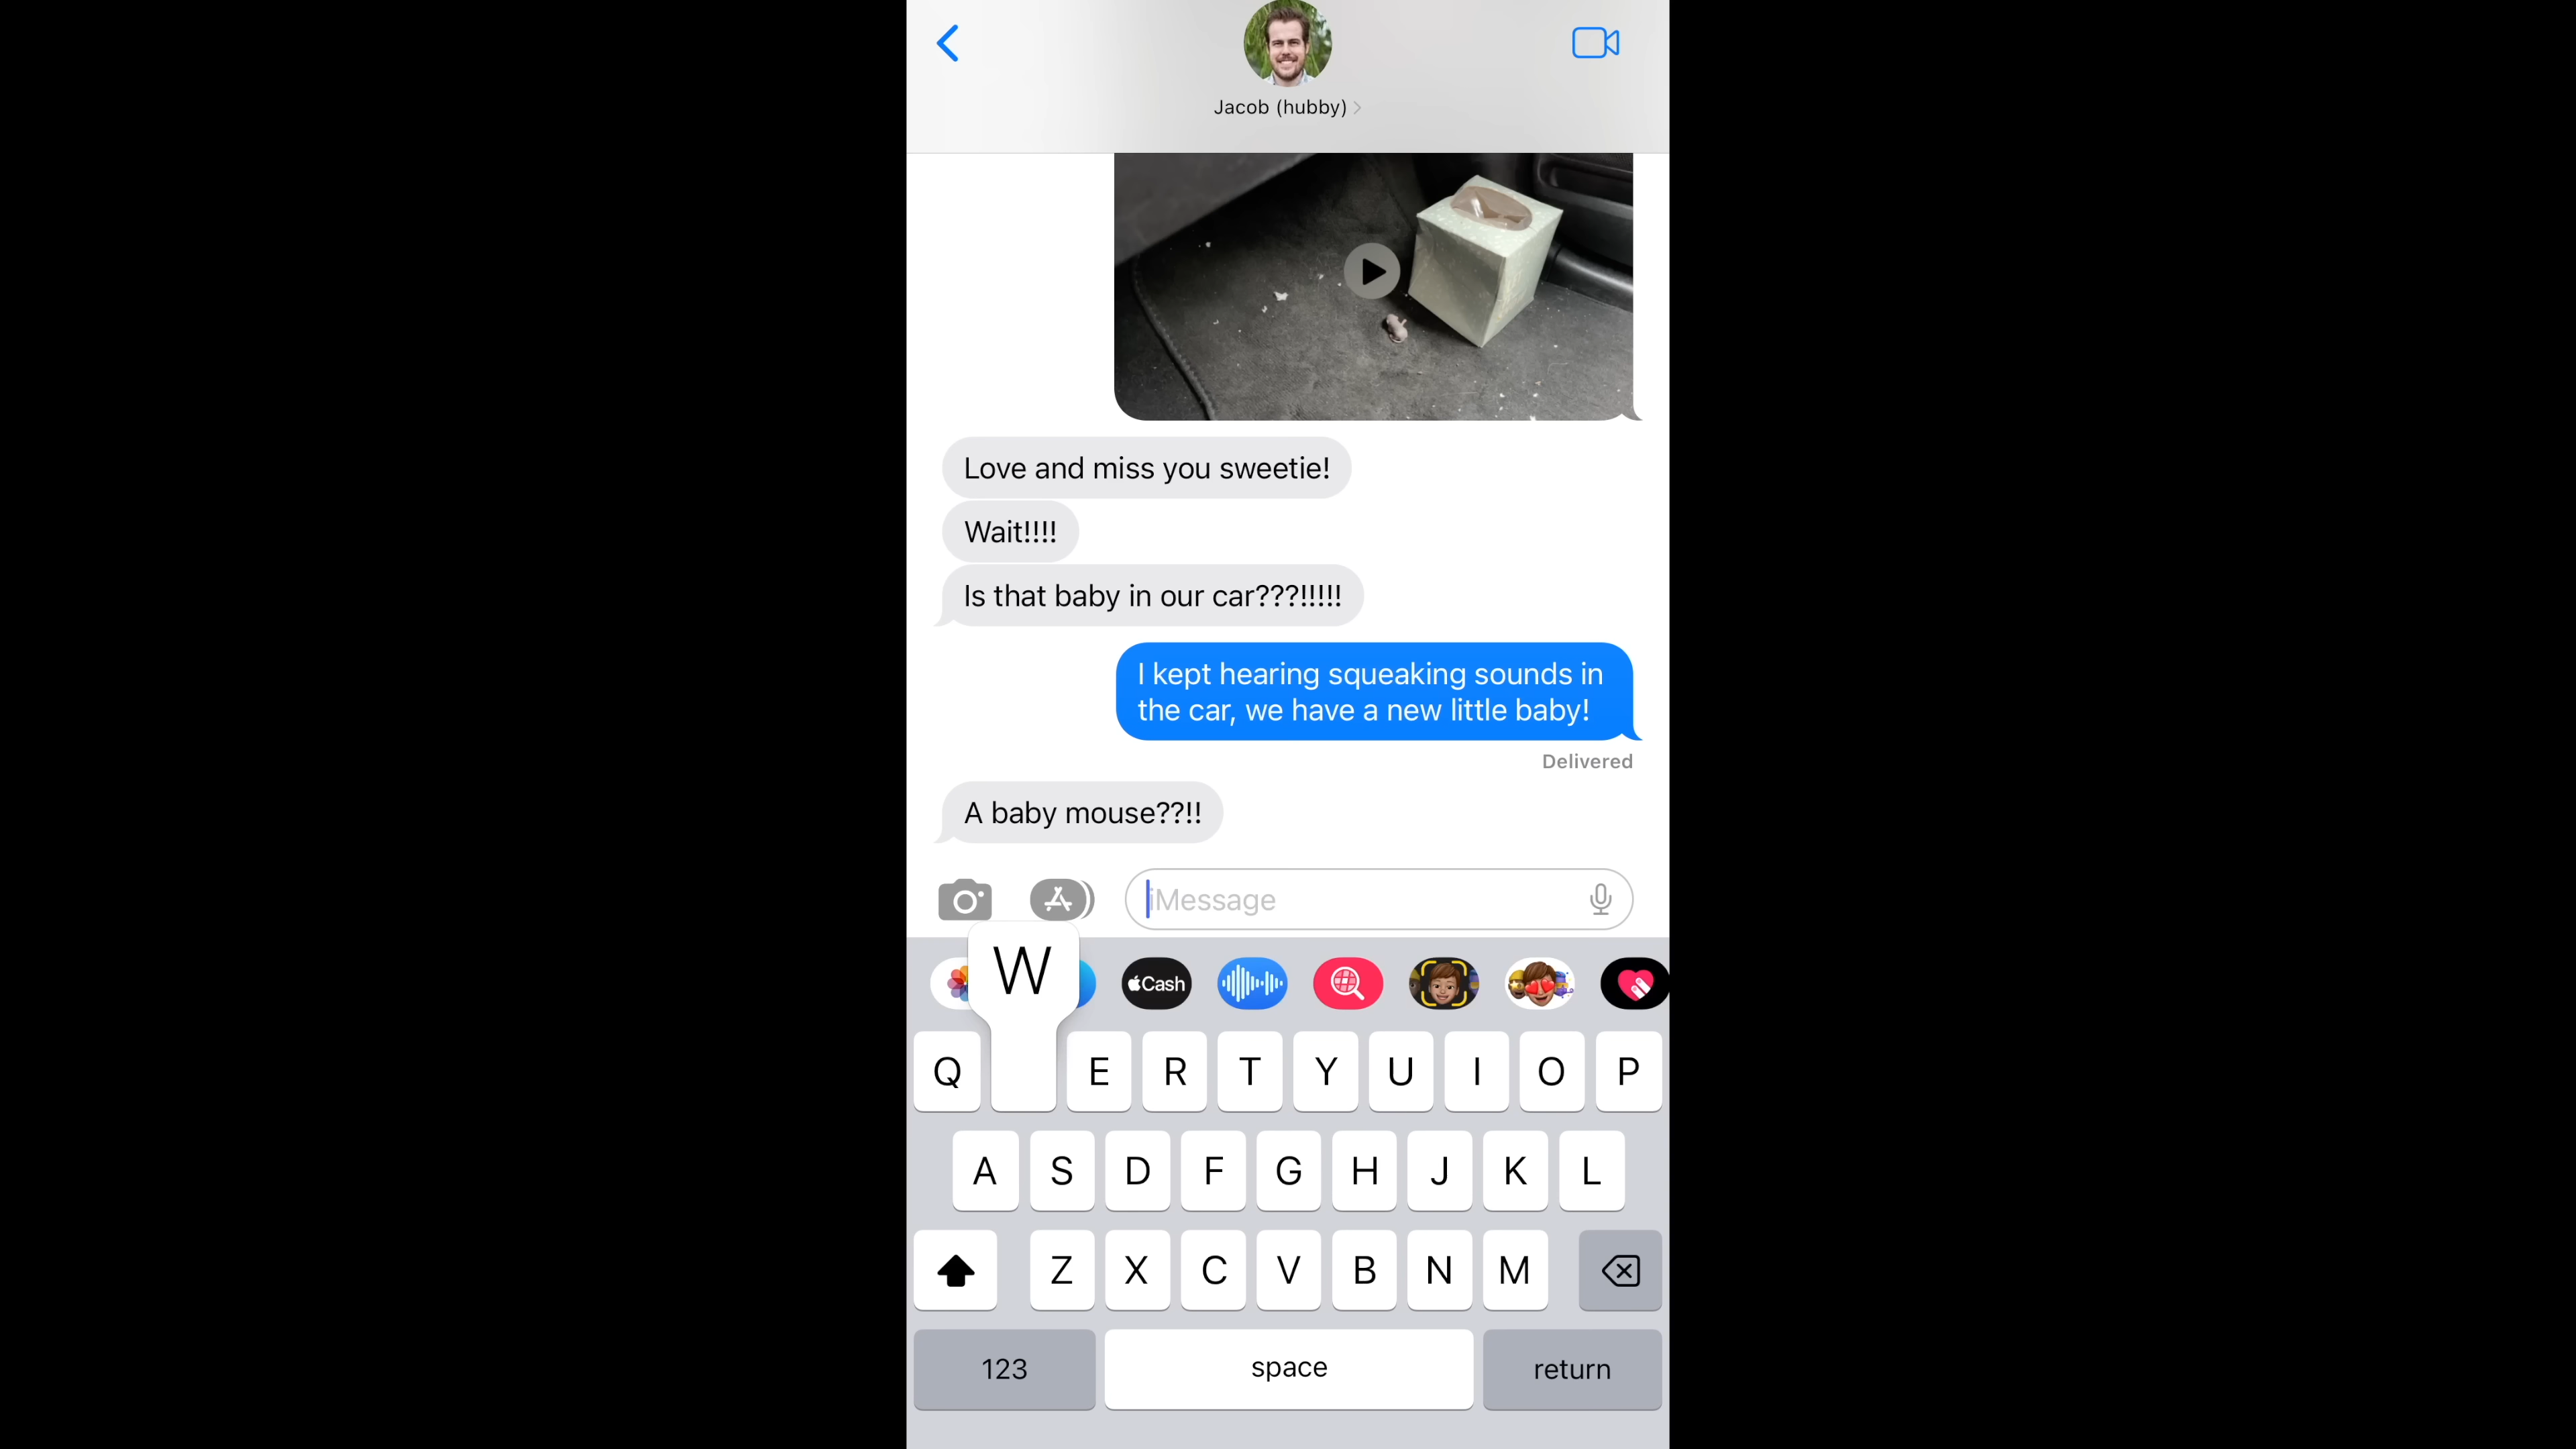 Jacob (hubby)
Love and miss you sweetie!
Wait!!!!
Is that baby in our car???!!!!!
I kept hearing squeaking sounds in
the car, we have a new little baby!
Delivered
A baby mouse??!!
iMessage
W
Cash
Q E R T Y U I O P
A S D F G H J K L
Z X C V B N M
123 space return